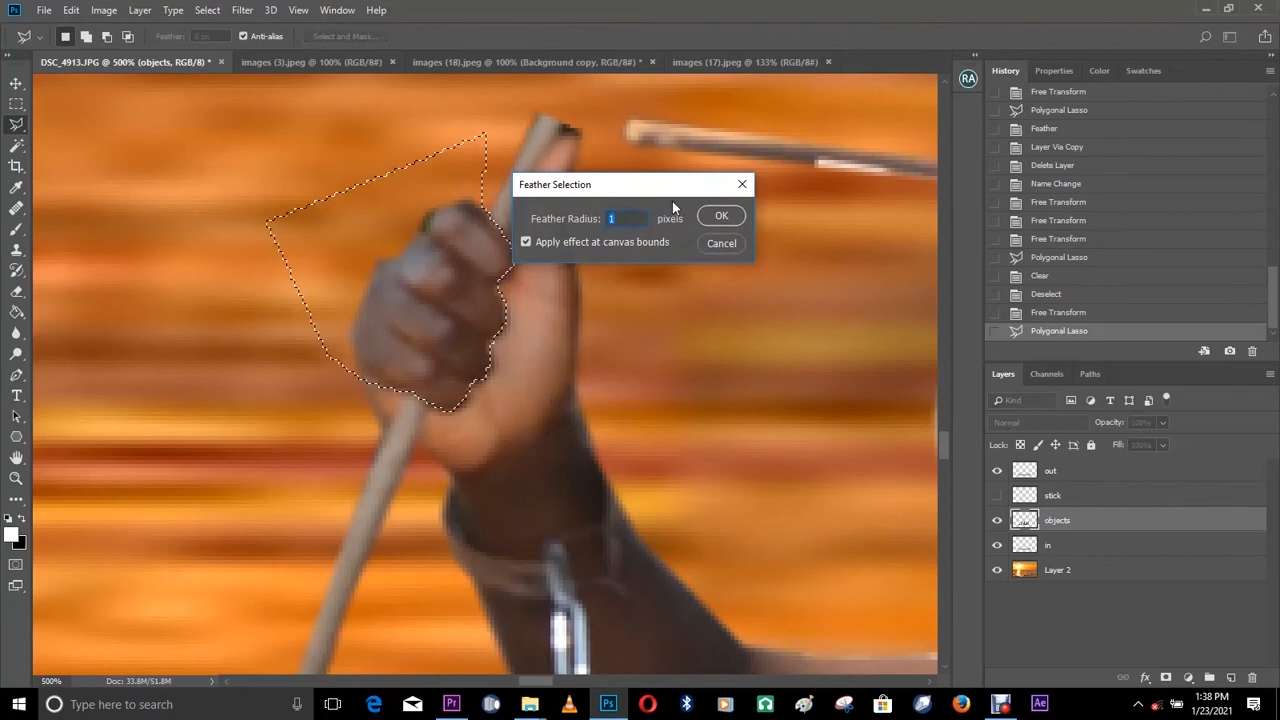 Ps File Edit Image Layer Type Select Filter 3D View Window Help
Feather: 0 px Anti-alias Select and Mask...
DSC_4913.JPG @ 500% (objects, RGB/8) * × images (3).jpeg @ 100% (RGB/8#) × images (18).jpeg @ 100% (Background copy, RGB/8#) * × images (17).jpeg @ 133% (RGB/8#) ×
RA
History Properties Color Swatches
Free Transform
Polygonal Lasso
Feather
Layer Via Copy
Delete Layer
Name Change
Free Transform
Free Transform
Free Transform
Polygonal Lasso
Clear
Deselect
Free Transform
Polygonal Lasso
Feather Selection
Feather Radius: 1 pixels OK
Apply effect at canvas bounds Cancel
Layers Channels Paths
Kind
Normal Opacity: 100%
Lock: Fill: 100%
out
stick
objects
in
Layer 2
500% Doc: 33.8M/51.8M
Type here to search
Pr Ps Ae
1:38 PM
1/23/2021